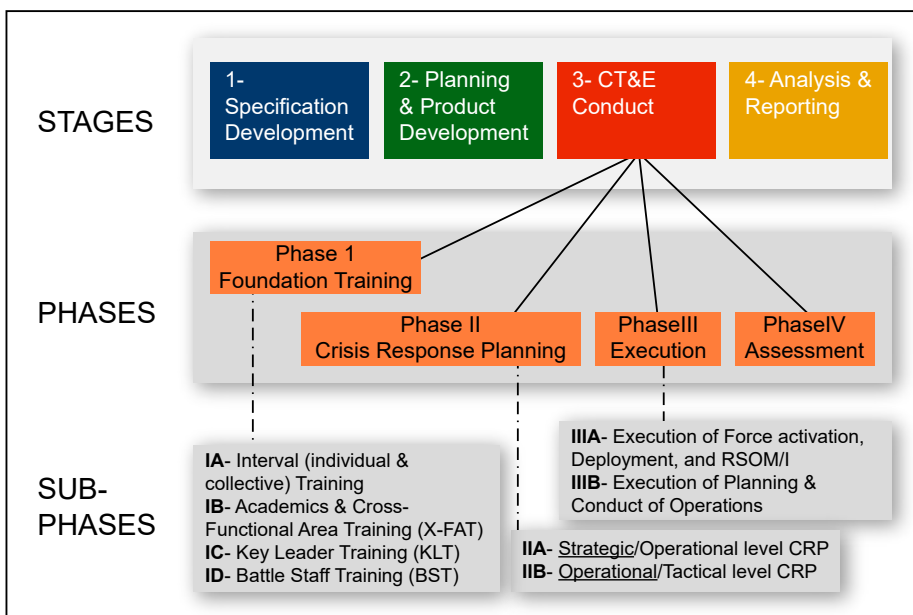 STAGES
1-
Specification
Development
2- Planning
& Product
Development
3- CT&E
Conduct
4- Analysis &
Reporting
PHASES
Phase 1
Foundation Training
Phase II
Crisis Response Planning
PhaseIII
Execution
PhaseIV
Assessment
SUB-
PHASES
IA- Interval (individual &
collective) Training
IB- Academics & Cross-
Functional Area Training (X-FAT)
IC- Key Leader Training (KLT)
ID- Battle Staff Training (BST)
IIA- Strategic/Operational level CRP
IIB- Operational/Tactical level CRP
IIIA- Execution of Force activation,
Deployment, and RSOM/I
IIIB- Execution of Planning &
Conduct of Operations